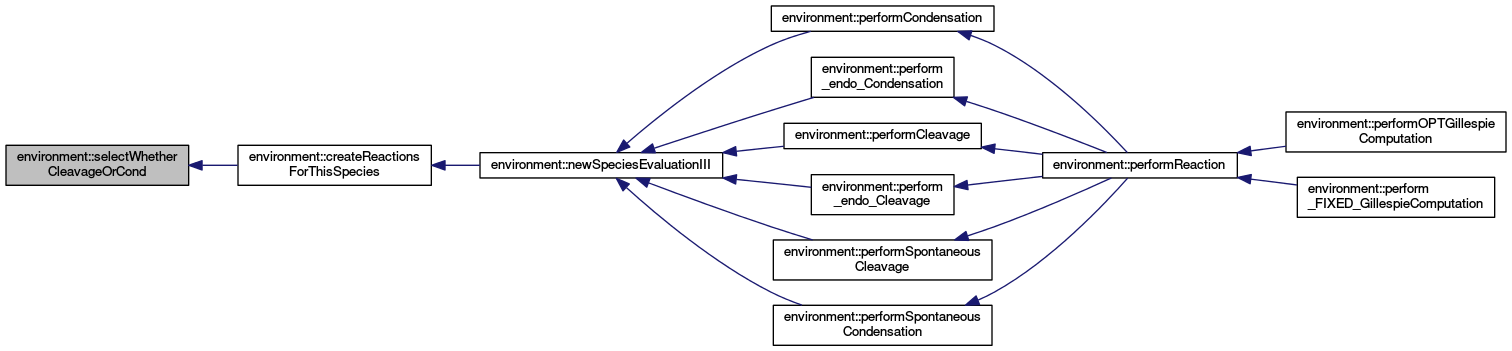 environment::selectWhether
CleavageOrCond
environment::createReactions
ForThisSpecies
environment::newSpeciesEvaluationIII
environment::performCondensation
environment::perform
_endo_Condensation
environment::performCleavage
environment::perform
_endo_Cleavage
environment::performSpontaneous
Cleavage
environment::performSpontaneous
Condensation
environment::performReaction
environment::performOPTGillespie
Computation
environment::perform
_FIXED_GillespieComputation